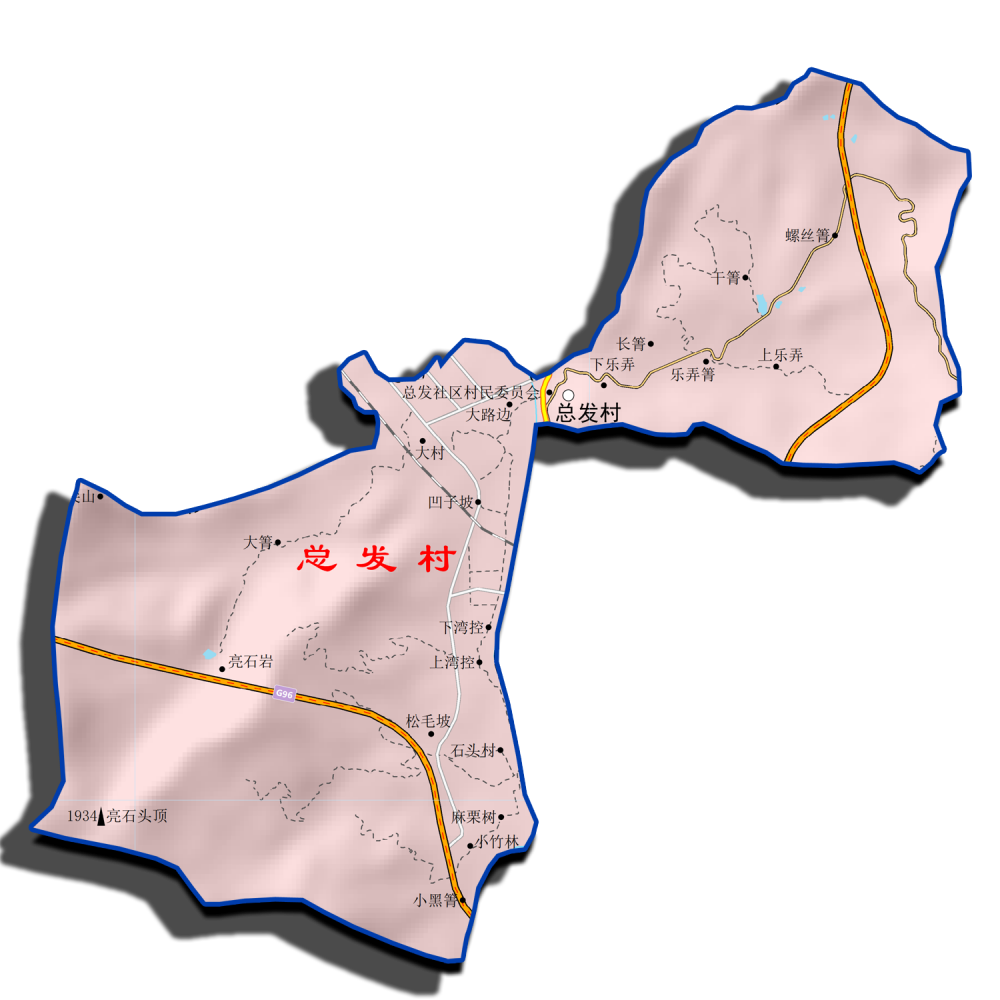 螺丝箐
干箐
长箐
下乐弄
上乐弄
乐弄箐
总发社区村民委员会
大路边
总发村
大村
尖山
凹子坡
大箐
总发村
下湾控
亮石岩
上湾控
G96
松毛坡
石头村
1934 亮石头顶
麻栗树
小竹林
小黑箐